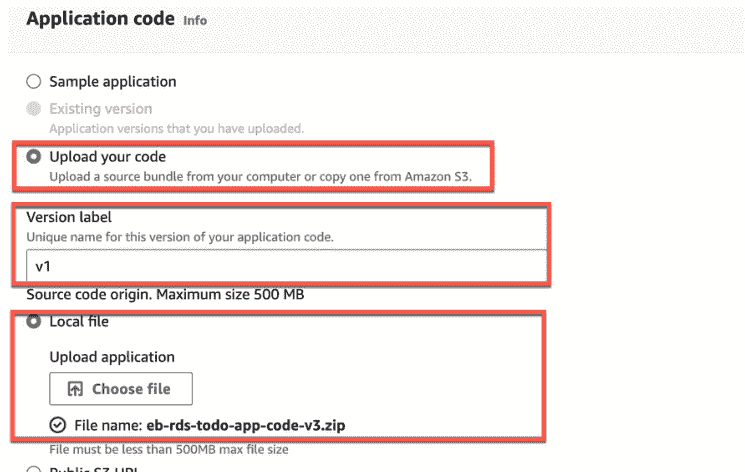 Application code Info
Sample application
Existing version
Application versions that you have uploaded.
Upload your code
Upload a source bundle from your computer or copy one from Amazon S3.
Version label
Unique name for this version of your application code.
v1
Source code origin. Maximum size 500 MB
Local file
Upload application
Choose file
File name: eb-rds-todo-app-code-v3.zip
File must be less than 500MB max file size
Public S3 URL